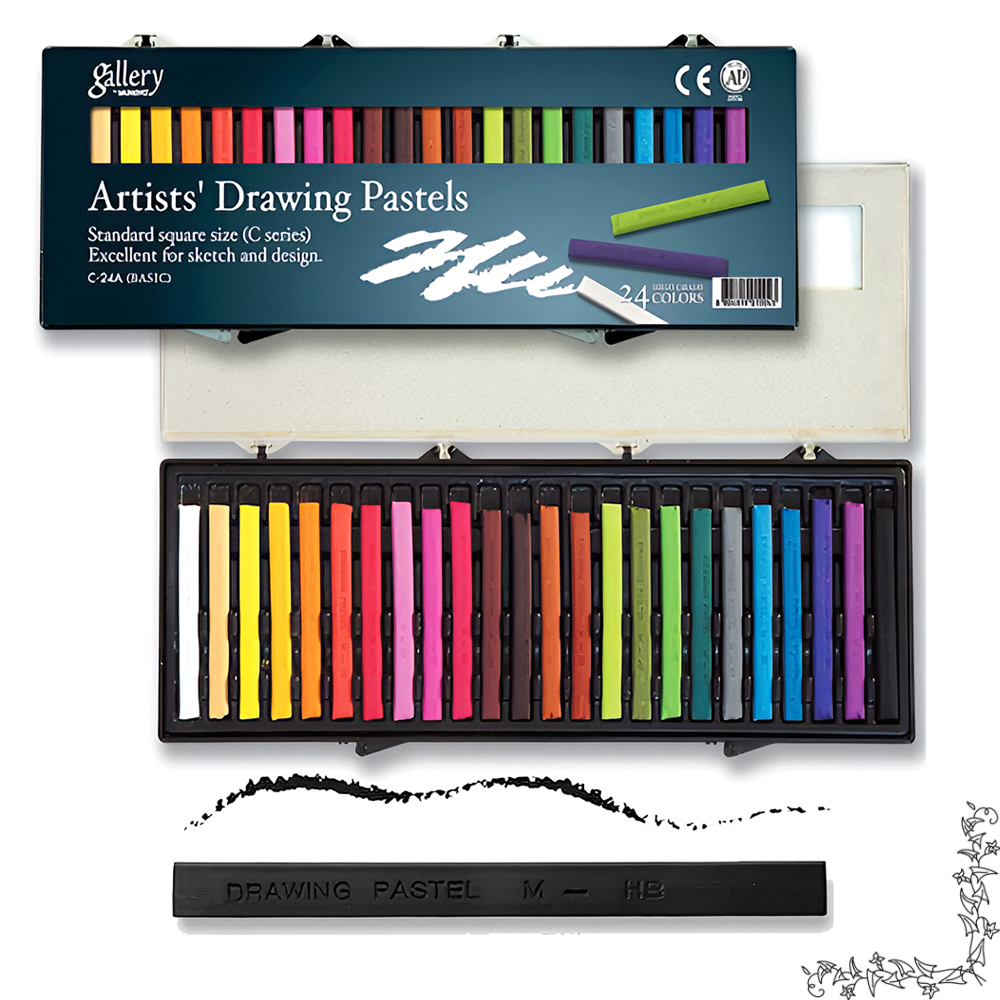 gallery
CE
AP
Artists' Drawing Pastels
Standard square size (C series)
Excellent for sketch and design.
C-24A (BASIC)
24
COLORS
DRAWING PASTEL M — HB